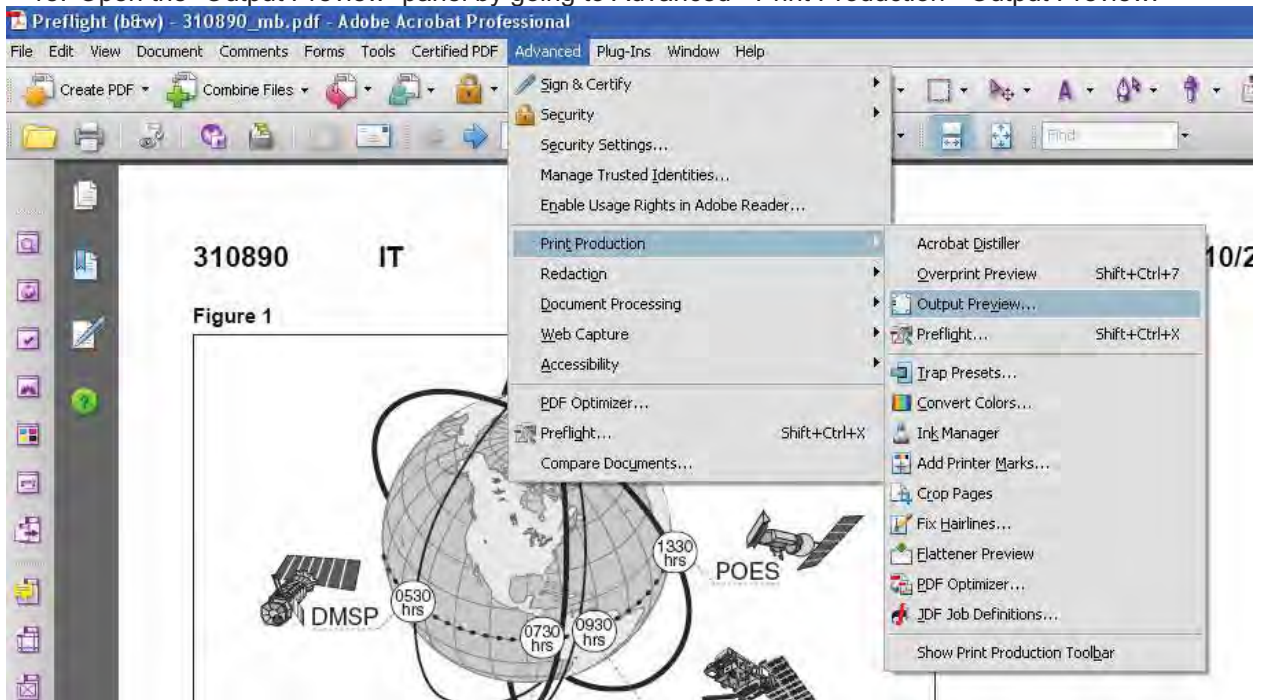 Open the "Output Preview" panel by going to Advanced Print Production Output Preview
Preflight (b&w) - 310890_mb.pdf - Adobe Acrobat Professional
File Edit View Document Comments Forms Tools Certified PDF Advanced Plug-Ins Window Help
Create PDF Combine Files
Find
Sign & Certify
Security
Security Settings...
Manage Trusted Identities...
Enable Usage Rights in Adobe Reader...
Print Production
Redaction
Document Processing
Web Capture
Accessibility
PDF Optimizer...
Preflight... Shift+Ctrl+X
Compare Documents...
Acrobat Distiller
Overprint Preview Shift+Ctrl+7
Output Preview...
Preflight... Shift+Ctrl+X
Trap Presets...
Convert Colors...
Ink Manager
Add Printer Marks...
Crop Pages
Fix Hairlines...
Flattener Preview
PDF Optimizer...
JDF Job Definitions...
Show Print Production Toolbar
310890 IT 10/2
Figure 1
1330
hrs
POES
0530
hrs
DMSP
0730
hrs
0930
hrs